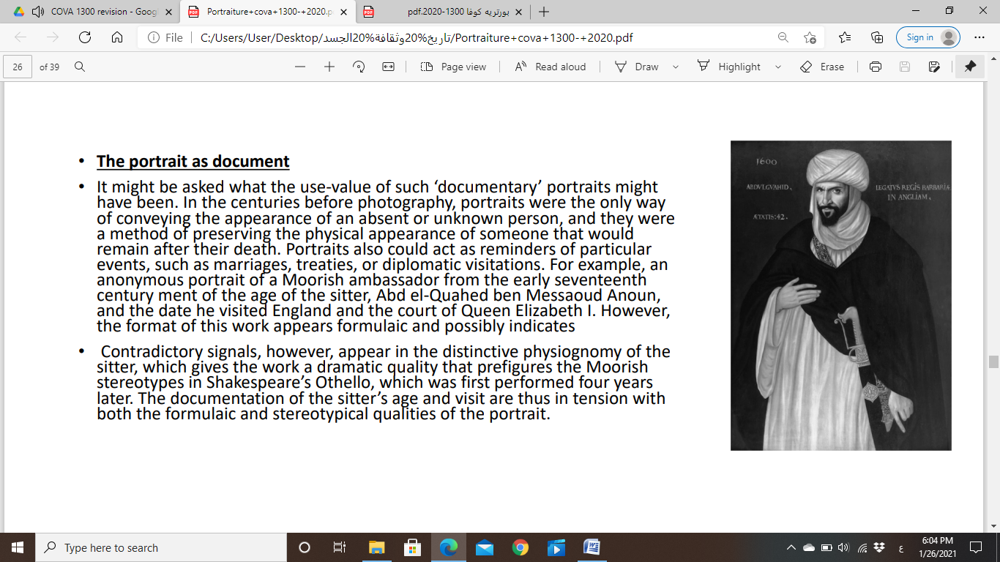 COVA 1300 revision - Goog
Portraiture+cova+1300-+2020.p
بورتريه كوفا 1300-2020.pdf
File
C:/Users/User/Desktop/تاريخ%20وثقافة%20الجسد/Portraiture+cova+1300-+2020.pdf
Sign in
26 of 39
Page view
Read aloud
Draw
Highlight
Erase
• The portrait as document
• It might be asked what the use-value of such ‘documentary’ portraits might
have been. In the centuries before photography, portraits were the only way
of conveying the appearance of an absent or unknown person, and they were
a method of preserving the physical appearance of someone that would
remain after their death. Portraits also could act as reminders of particular
events, such as marriages, treaties, or diplomatic visitations. For example, an
anonymous portrait of a Moorish ambassador from the early seventeenth
century ment of the age of the sitter, Abd el-Quahed ben Messaoud Anoun,
and the date he visited England and the court of Queen Elizabeth I. However,
the format of this work appears formulaic and possibly indicates
• Contradictory signals, however, appear in the distinctive physiognomy of the
sitter, which gives the work a dramatic quality that prefigures the Moorish
stereotypes in Shakespeare’s Othello, which was first performed four years
later. The documentation of the sitter’s age and visit are thus in tension with
both the formulaic and stereotypical qualities of the portrait.
1600
ABDVLGVAHID.
ÆTATIS:42.
LEGATVS REGIS BARBARIÆ
IN ANGLIAM.
Type here to search
ع
6:04 PM
1/26/2021